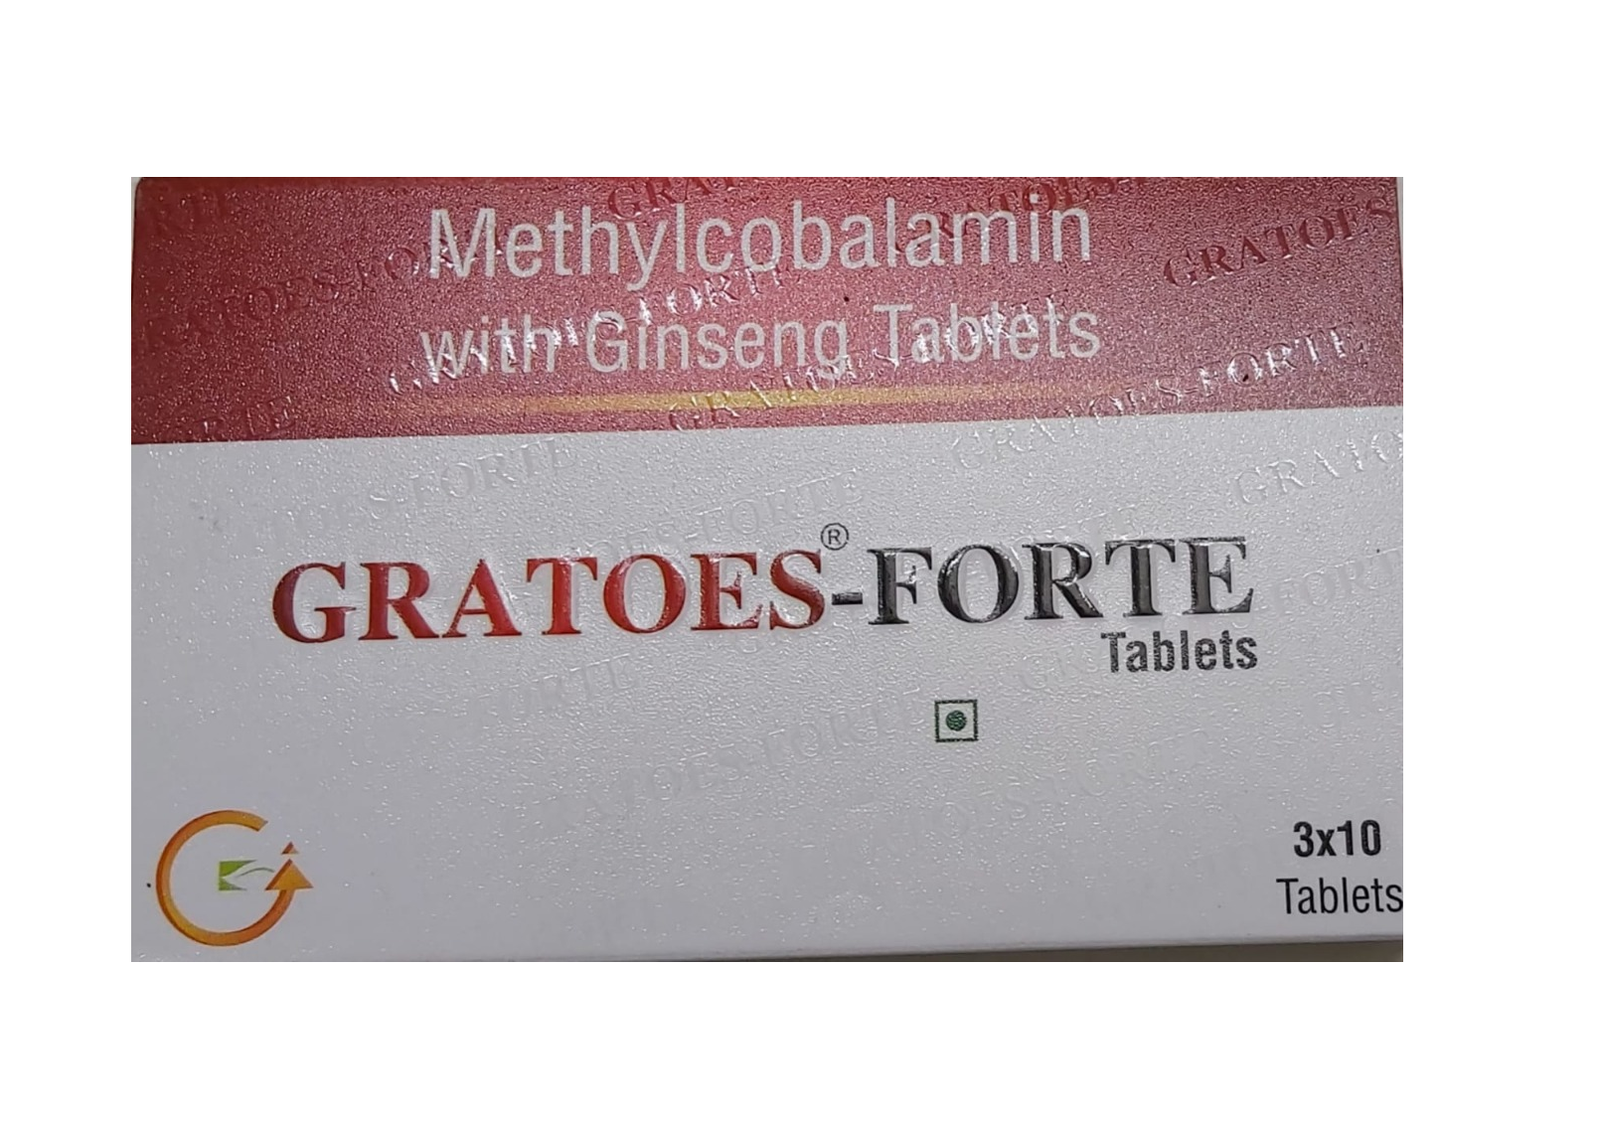 Methylcobalamin
with Ginseng Tablets
GRATOES®-FORTE
Tablets
3x10
Tablets